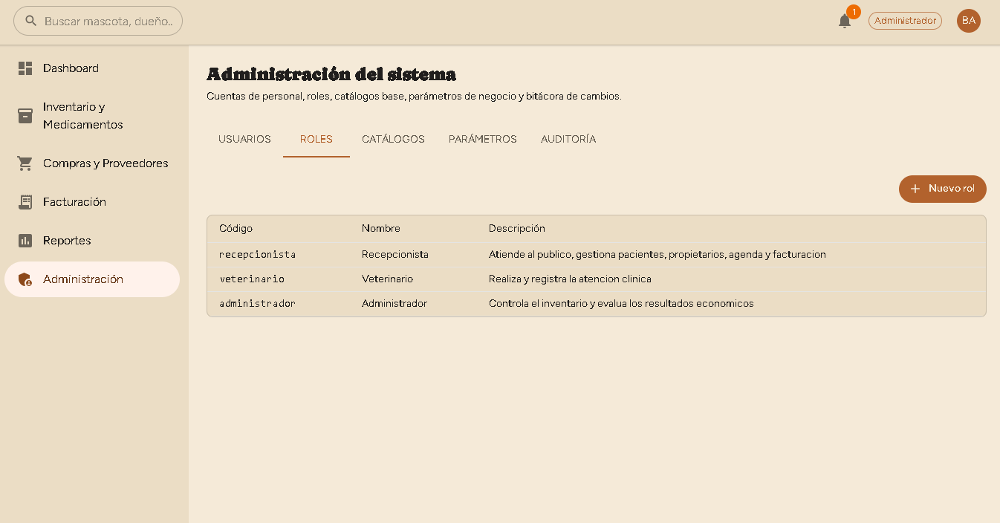 Buscar mascota, dueño..
1
Administrador
BA
Dashboard
Inventario y
Medicamentos
Compras y Proveedores
Facturación
Reportes
Administración
Administración del sistema
Cuentas de personal, roles, catálogos base, parámetros de negocio y bitácora de cambios.
USUARIOS ROLES CATÁLOGOS PARÁMETROS AUDITORÍA
Nuevo rol
Código Nombre Descripción
recepcionista Recepcionista Atiende al publico, gestiona pacientes, propietarios, agenda y facturacion
veterinario Veterinario Realiza y registra la atencion clinica
administrador Administrador Controla el inventario y evalua los resultados economicos